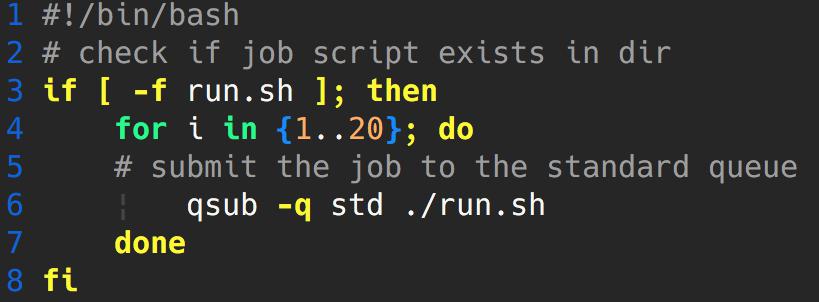 1 #!/bin/bash
2 # check if job script exists in dir
3 if [ -f run.sh ]; then
4     for i in {1..20}; do
5     # submit the job to the standard queue
6     ¦   qsub -q std ./run.sh
7     done
8 fi